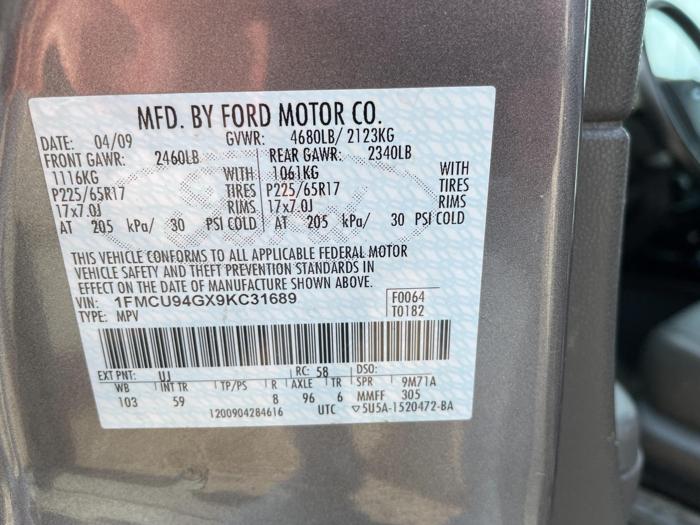 MFD. BY FORD MOTOR CO.
DATE: 04/09 GVWR: 4680LB/ 2123KG
FRONT GAWR: 2460LB REAR GAWR: 2340LB
1116KG WITH 1061KG WITH
P225/65R17 TIRES P225/65R17 TIRES
17x7.0J RIMS 17x7.0J RIMS
AT 205 kPa/ 30 PSI COLD AT 205 kPa/ 30 PSI COLD
THIS VEHICLE CONFORMS TO ALL APPLICABLE FEDERAL MOTOR
VEHICLE SAFETY AND THEFT PREVENTION STANDARDS IN
EFFECT ON THE DATE OF MANUFACTURE SHOWN ABOVE.
VIN: 1FMCU94GX9KC31689 F0064
TYPE: MPV T0182
EXT PNT: UJ RC: 58 DSO:
WB INT TR TP/PS R AXLE TR SPR 9M71A
103 59 8 96 6 MMFF 305
1200904284616 UTC ▽5U5A-1520472-BA